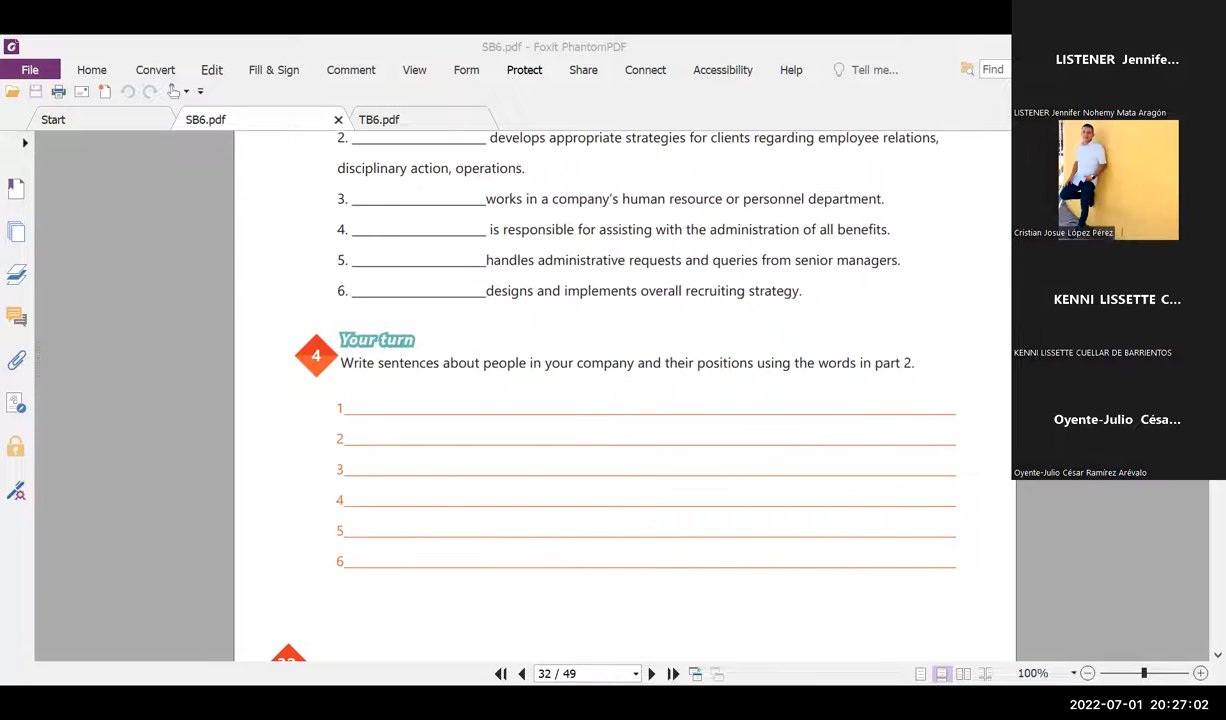 SB6.pdf - Foxit PhantomPDF
LISTENER Jennife...
File Home Convert Edit Fill & Sign Comment View Form Protect Share Connect Accessibility Help Tell me... Find
Start SB6.pdf TB6.pdf
LISTENER Jennifer Nohemy Mata Aragón
2. ________________ develops appropriate strategies for clients regarding employee relations,
disciplinary action, operations.
3. ________________works in a company's human resource or personnel department.
4. ________________ is responsible for assisting with the administration of all benefits.
5. ________________handles administrative requests and queries from senior managers.
6. ________________designs and implements overall recruiting strategy.
Cristian Josue López Pérez
KENNI LISSETTE C...
KENNI LISSETTE CUELLAR DE BARRIENTOS
Your turn
4
Write sentences about people in your company and their positions using the words in part 2.
1
2
3
4
5
6
Oyente-Julio Césa...
Oyente-Julio César Ramírez Arévalo
32
32 / 49
100%
2022-07-01 20:27:02